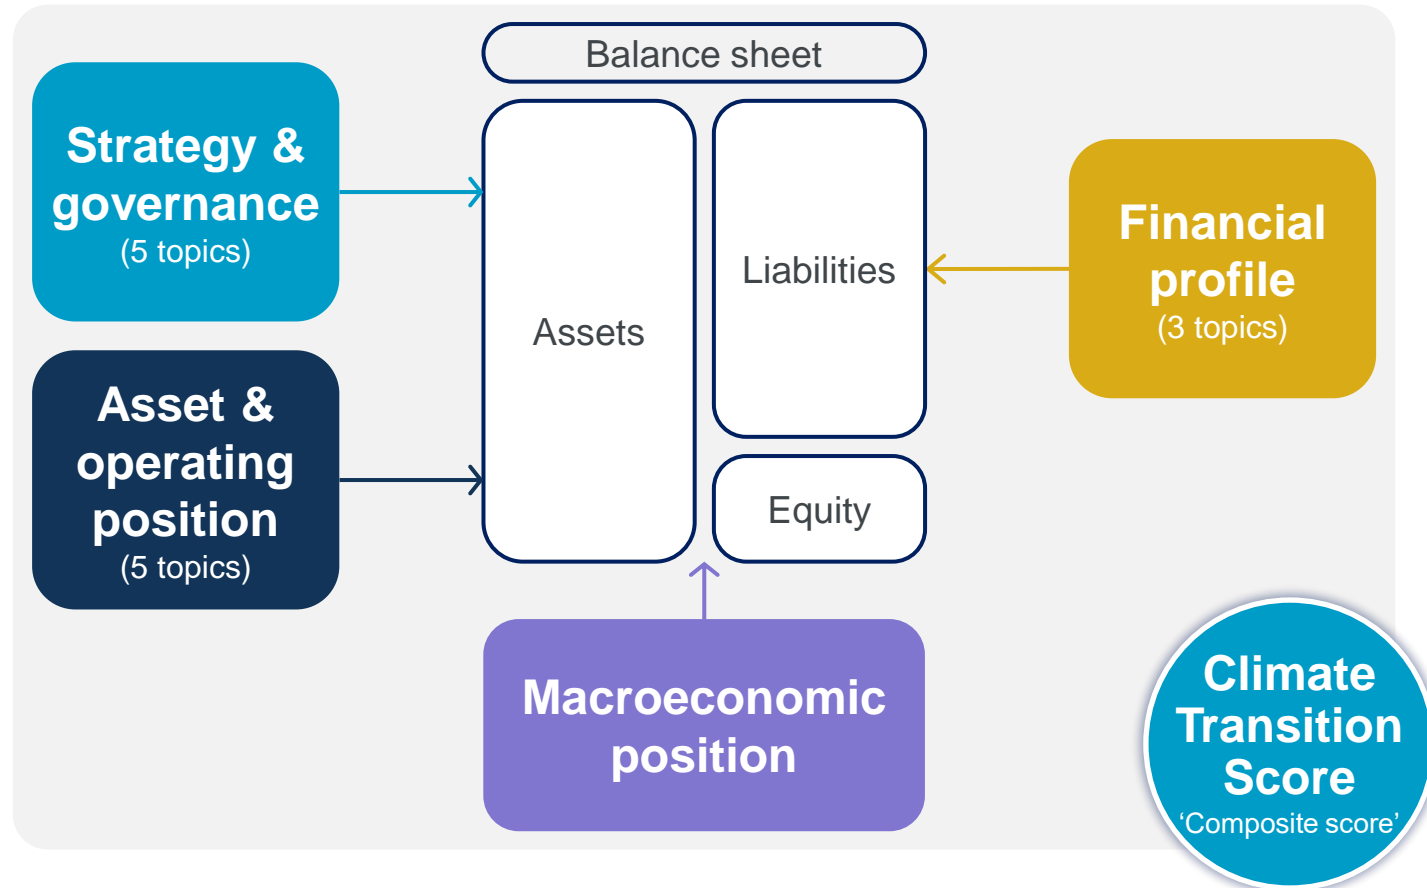 Balance sheet
Strategy &
governance
(5 topics)
Asset &
operating
position
(5 topics)
Assets
Liabilities
Equity
Financial
profile
(3 topics)
Macroeconomic
position
Climate
Transition
Score
‘Composite score’